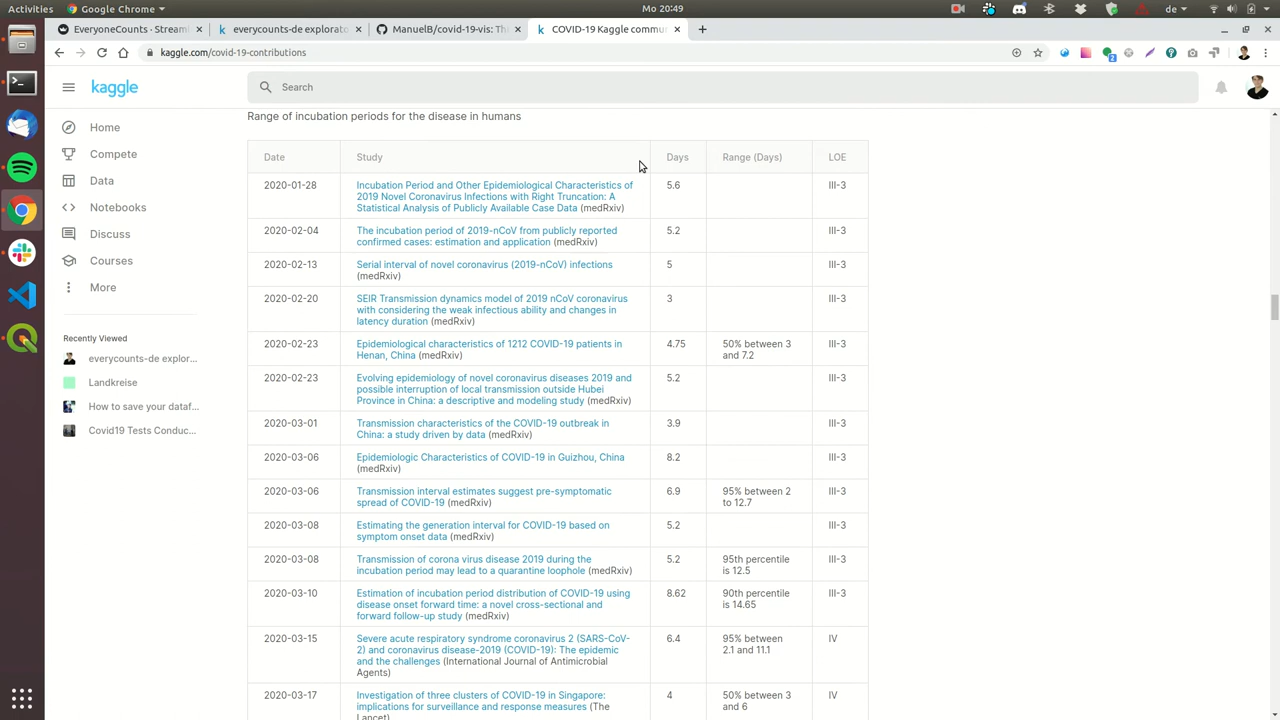 Activities
Google Chrome
Mo 20:49
de
EveryoneCounts · Streaml
everycounts-de explorato
ManuelB/covid-19-vis: Th
COVID-19 Kaggle commu
kaggle.com/covid-19-contributions
2
kaggle
Search
Home
Compete
Data
Notebooks
Discuss
Courses
More
Recently Viewed
everycounts-de explor...
Landkreise
How to save your dataf...
Covid19 Tests Conduc...
Range of incubation periods for the disease in humans
Date Study Days Range (Days) LOE
2020-01-28 Incubation Period and Other Epidemiological Characteristics of 5.6 III-3
2019 Novel Coronavirus Infections with Right Truncation: A
Statistical Analysis of Publicly Available Case Data (medRxiv)
2020-02-04 The incubation period of 2019-nCoV from publicly reported 5.2 III-3
confirmed cases: estimation and application (medRxiv)
2020-02-13 Serial interval of novel coronavirus (2019-nCoV) infections 5 III-3
(medRxiv)
2020-02-20 SEIR Transmission dynamics model of 2019 nCoV coronavirus 3 III-3
with considering the weak infectious ability and changes in
latency duration (medRxiv)
2020-02-23 Epidemiological characteristics of 1212 COVID-19 patients in 4.75 50% between 3 III-3
Henan, China (medRxiv) and 7.2
2020-02-23 Evolving epidemiology of novel coronavirus diseases 2019 and 5.2 III-3
possible interruption of local transmission outside Hubei
Province in China: a descriptive and modeling study (medRxiv)
2020-03-01 Transmission characteristics of the COVID-19 outbreak in 3.9 III-3
China: a study driven by data (medRxiv)
2020-03-06 Epidemiologic Characteristics of COVID-19 in Guizhou, China 8.2 III-3
(medRxiv)
2020-03-06 Transmission interval estimates suggest pre-symptomatic 6.9 95% between 2 III-3
spread of COVID-19 (medRxiv) to 12.7
2020-03-08 Estimating the generation interval for COVID-19 based on 5.2 III-3
symptom onset data (medRxiv)
2020-03-08 Transmission of corona virus disease 2019 during the 5.2 95th percentile III-3
incubation period may lead to a quarantine loophole (medRxiv) is 12.5
2020-03-10 Estimation of incubation period distribution of COVID-19 using 8.62 90th percentile III-3
disease onset forward time: a novel cross-sectional and is 14.65
forward follow-up study (medRxiv)
2020-03-15 Severe acute respiratory syndrome coronavirus 2 (SARS-CoV- 6.4 95% between IV
2) and coronavirus disease-2019 (COVID-19): The epidemic 2.1 and 11.1
and the challenges (International Journal of Antimicrobial
Agents)
2020-03-17 Investigation of three clusters of COVID-19 in Singapore: 4 50% between 3 IV
implications for surveillance and response measures (The and 6
Lancet)